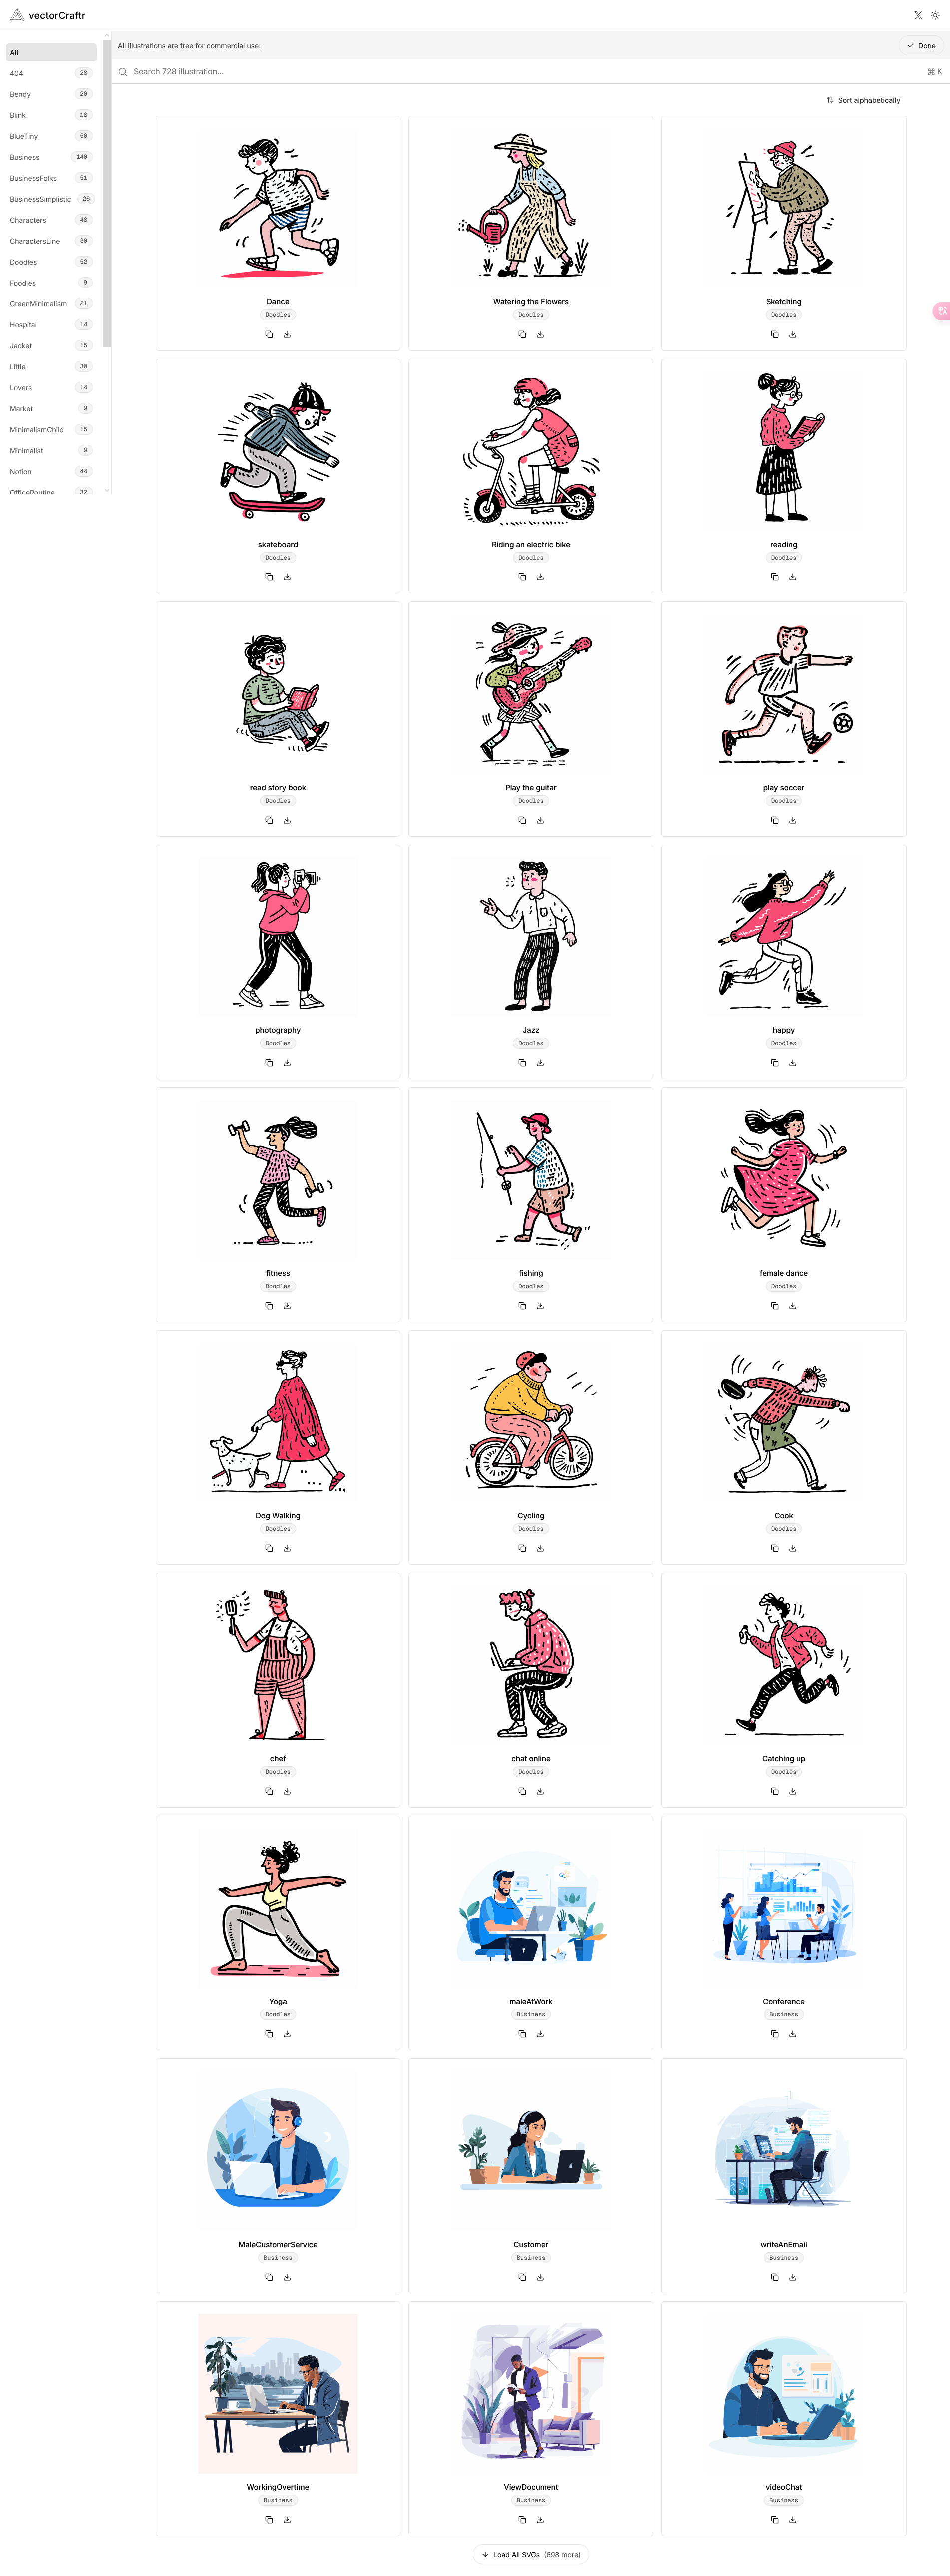 vectorCraftr
All illustrations are free for commercial use.
Done
Search 728 illustration...
⌘ K
Sort alphabetically
All
404 28
Bendy 20
Blink 18
BlueTiny 50
Business 140
BusinessFolks 51
BusinessSimplistic 26
Characters 48
CharactersLine 30
Doodles 52
Foodies 9
GreenMinimalism 21
Hospital 14
Jacket 15
Little 30
Lovers 14
Market 9
MinimalismChild 15
Minimalist 9
Notion 44
OfficeRoutine 32
Dance
Doodles
Watering the Flowers
Doodles
Sketching
Doodles
skateboard
Doodles
Riding an electric bike
Doodles
reading
Doodles
read story book
Doodles
Play the guitar
Doodles
play soccer
Doodles
photography
Doodles
Jazz
Doodles
happy
Doodles
fitness
Doodles
fishing
Doodles
female dance
Doodles
Dog Walking
Doodles
Cycling
Doodles
Cook
Doodles
chef
Doodles
chat online
Doodles
Catching up
Doodles
Yoga
Doodles
maleAtWork
Business
Conference
Business
MaleCustomerService
Business
Customer
Business
writeAnEmail
Business
WorkingOvertime
Business
ViewDocument
Business
videoChat
Business
Load All SVGs (698 more)